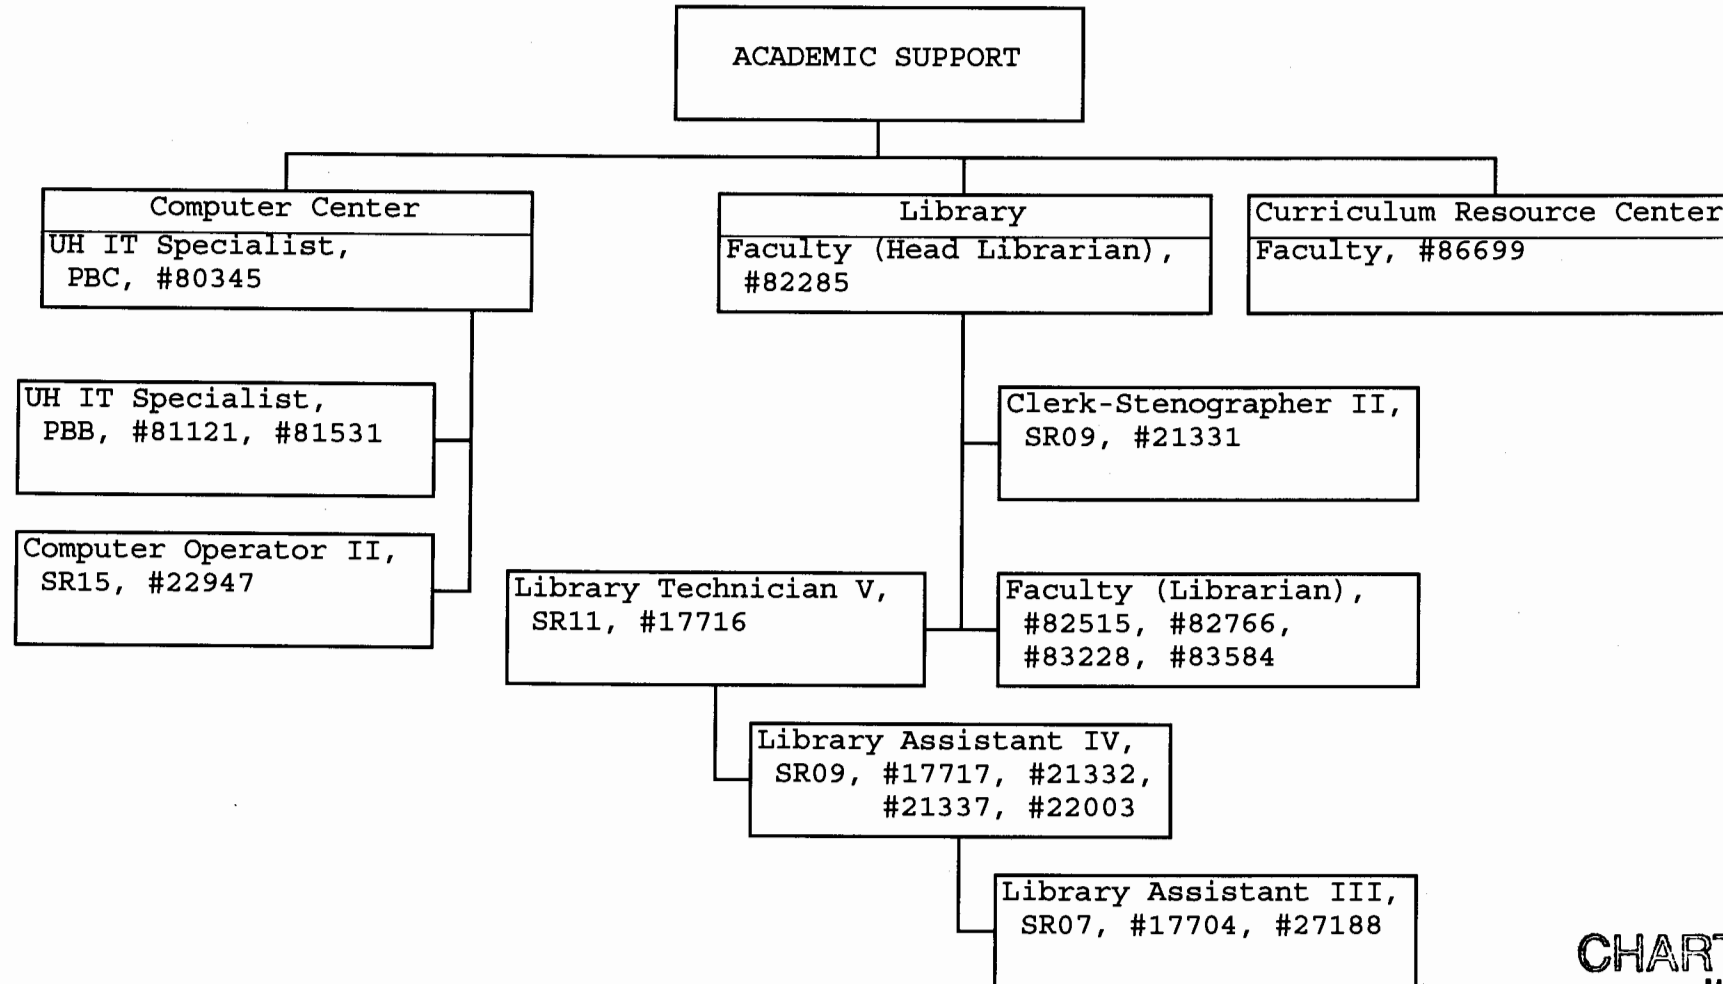 ACADEMIC SUPPORT
Computer Center
UH IT Specialist,
PBC, #80345
Library
Faculty (Head Librarian),
#82285
Curriculum Resource Center
Faculty, #86699
UH IT Specialist,
PBB, #81121, #81531
Clerk-Stenographer II,
SR09, #21331
Computer Operator II,
SR15, #22947
Library Technician V,
SR11, #17716
Faculty (Librarian),
#82515, #82766,
#83228, #83584
Library Assistant IV,
SR09, #17717, #21332,
#21337, #22003
Library Assistant III,
SR07, #17704, #27188
CHART